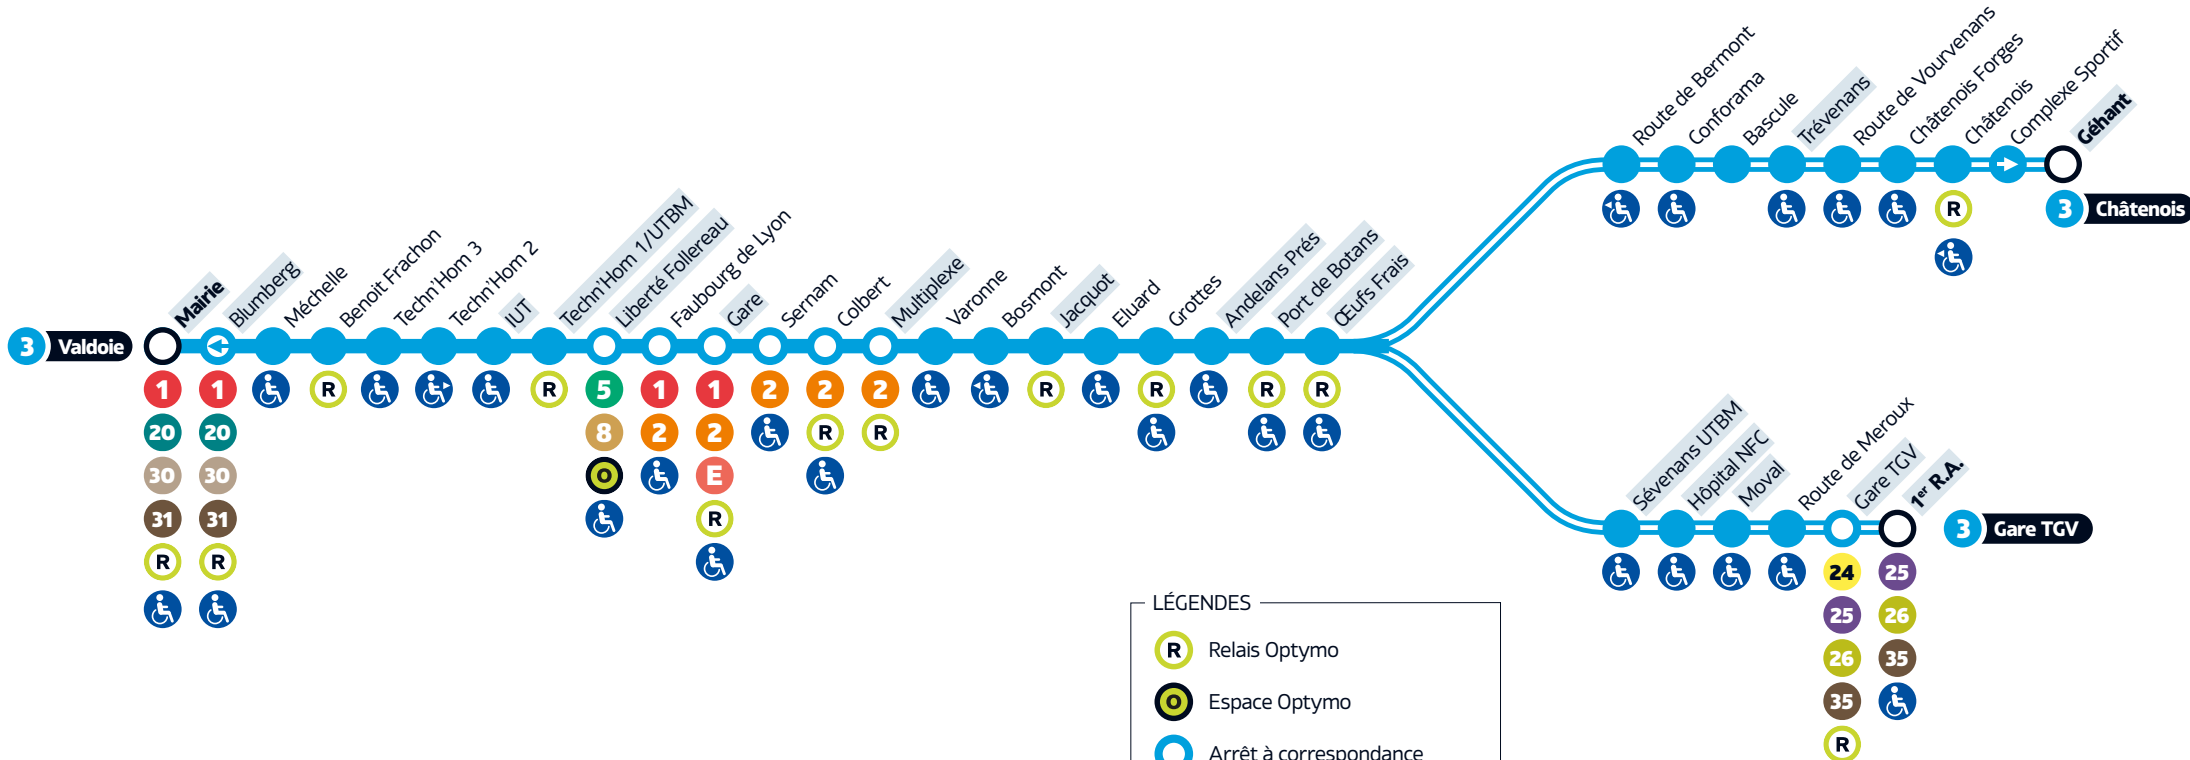 3 Valdoie
Mairie
Blumberg
Méchelle
Benoit Frachon
Techn'Hom 3
Techn'Hom 2
IUT
Techn'Hom 1/UTBM
Liberté Follereau
Faubourg de Lyon
Gare
Sernam
Colbert
Multiplexe
Varonne
Bosmont
Jacquot
Eluard
Grottes
Andelans Prés
Port de Botans
Œufs Frais
1 1 R R 5 1 1 2 2 2 R R R R
20 20 8 2 2 R R
30 30 O E
31 31 R
R R
Route de Bermont
Conforama
Bascule
Trévenans
Route de Vourvenans
Châtenois Forges
Châtenois
Complexe Sportif
Géhant
R
3 Châtenois
Sévenans UTBM
Hôpital NFC
Moval
Route de Meroux
Gare TGV
1er R.A.
3 Gare TGV
24 25
25 26
26 35
35
R
LÉGENDES
R Relais Optymo
O Espace Optymo
Arrêt à correspondance